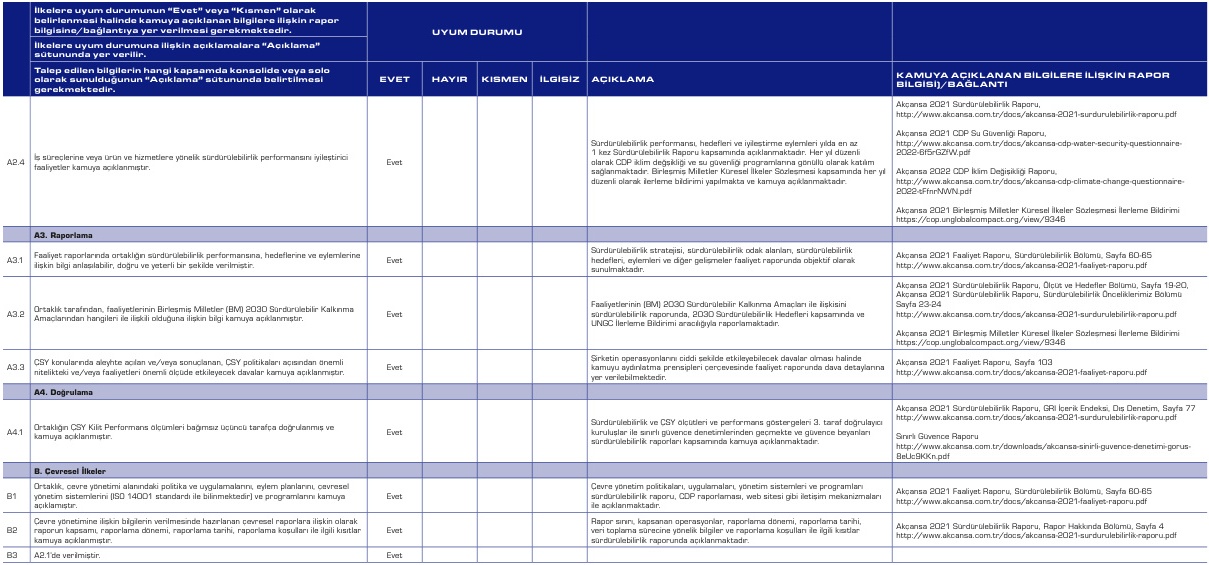 İlkelere uyum durumunun “Evet” veya “Kısmen” olarak
belirlenmesi halinde kamuya açıklanan bilgilere ilişkin rapor
bilgisine/bağlantıya yer verilmesi gerekmektedir.
İlkelere uyum durumuna ilişkin açıklamalara “Açıklama”
sütununda yer verilir.
UYUM DURUMU
Talep edilen bilgilerin hangi kapsamda konsolide veya solo
olarak sunulduğunun “Açıklama” sütununda belirtilmesi
gerekmektedir.
EVET
HAYIR
KISMEN
İLGİSİZ
AÇIKLAMA
KAMUYA AÇIKLANAN BİLGİLERE İLİŞKİN RAPOR
BİLGİSİ)/BAĞLANTI
A2.4
İş süreçlerine veya ürün ve hizmetlere yönelik sürdürülebilirlik performansını iyileştirici
faaliyetler kamuya açıklanmıştır.
Evet
Sürdürülebilirlik performansı, hedefleri ve iyileştirme eylemleri yılda en az
1 kez Sürdürülebilirlik Raporu kapsamında açıklanmaktadır. Her yıl düzenli
olarak CDP iklim değişikliği ve su güvenliği programlarına gönüllü olarak katılım
sağlanmaktadır. Birleşmiş Milletler Küresel İlkeler Sözleşmesi kapsamında her yıl
düzenli olarak ilerleme bildirimi yapılmakta ve kamuya açıklanmaktadır.
Akçansa 2021 Sürdürülebilirlik Raporu,
http://www.akcansa.com.tr/docs/akcansa-2021-surdurulebilirlik-raporu.pdf
Akçansa 2021 CDP Su Güvenliği Raporu,
http://www.akcansa.com.tr/docs/akcansa-cdp-water-security-questionnaire-
2022-6f5rGZfW.pdf
Akçansa 2022 CDP İklim Değişikliği Raporu,
http://www.akcansa.com.tr/docs/akcansa-cdp-climate-change-questionnaire-
2022-tFfnrNWN.pdf
Akçansa 2021 Birleşmiş Milletler Küresel İlkeler Sözleşmesi İlerleme Bildirimi
https://cop.unglobalcompact.org/view/9346
A3. Raporlama
A3.1
Faaliyet raporlarında ortaklığın sürdürülebilirlik performansına, hedeflerine ve eylemlerine
ilişkin bilgi anlaşılabilir, doğru ve yeterli bir şekilde verilmiştir.
Evet
Sürdürülebilirlik stratejisi, sürdürülebilirlik odak alanları, sürdürülebilirlik
hedefleri, eylemleri ve diğer gelişmeler faaliyet raporunda objektif olarak
sunulmaktadır.
Akçansa 2021 Faaliyet Raporu, Sürdürülebilirlik Bölümü, Sayfa 60-65
http://www.akcansa.com.tr/docs/akcansa-2021-faaliyet-raporu.pdf
A3.2
Ortaklık tarafından, faaliyetlerinin Birleşmiş Milletler (BM) 2030 Sürdürülebilir Kalkınma
Amaçlarından hangileri ile ilişkili olduğuna ilişkin bilgi kamuya açıklanmıştır.
Evet
Faaliyetlerinin (BM) 2030 Sürdürülebilir Kalkınma Amaçları ile ilişkisini
sürdürülebilirlik raporunda, 2030 Sürdürülebilirlik Hedefleri kapsamında ve
UNGC İlerleme Bildirimi aracılığıyla raporlamaktadır.
Akçansa 2021 Sürdürülebilirlik Raporu, Ölçüt ve Hedefler Bölümü, Sayfa 19-20,
Akçansa 2021 Sürdürülebilirlik Raporu, Sürdürülebilirlik Önceliklerimiz Bölümü
Sayfa 23-24
http://www.akcansa.com.tr/docs/akcansa-2021-surdurulebilirlik-raporu.pdf
Akçansa 2021 Birleşmiş Milletler Küresel İlkeler Sözleşmesi İlerleme Bildirimi
https://cop.unglobalcompact.org/view/9346
A3.3
ÇSY konularında aleyhte açılan ve/veya sonuçlanan, ÇSY politikaları açısından önemli
nitelikteki ve/veya faaliyetleri önemli ölçüde etkileyecek davalar kamuya açıklanmıştır.
Evet
Şirketin operasyonlarını ciddi şekilde etkileyebilecek davalar olması halinde
kamuyu aydınlatma prensipleri çerçevesinde faaliyet raporunda dava detaylarına
yer verilebilmektedir.
Akçansa 2021 Faaliyet Raporu, Sayfa 103
http://www.akcansa.com.tr/docs/akcansa-2021-faaliyet-raporu.pdf
A4. Doğrulama
A4.1
Ortaklığın ÇSY Kilit Performans ölçümleri bağımsız üçüncü tarafça doğrulanmış ve
kamuya açıklanmıştır.
Evet
Sürdürülebilirlik ve ÇSY ölçütleri ve performans göstergeleri 3. taraf doğrulayıcı
kuruluşlar ile sınırlı güvence denetimlerinden geçmekte ve güvence beyanları
sürdürülebilirlik raporları kapsamında kamuya açıklanmaktadır.
Akçansa 2021 Sürdürülebilirlik Raporu, GRI İçerik Endeksi, Dış Denetim, Sayfa 77
http://www.akcansa.com.tr/docs/akcansa-2021-surdurulebilirlik-raporu.pdf
Sınırlı Güvence Raporu
http://www.akcansa.com.tr/downloads/akcansa-sinirli-guvence-denetimi-gorus-
8eUc9KKn.pdf
B. Çevresel İlkeler
B1
Ortaklık, çevre yönetimi alanındaki politika ve uygulamalarını, eylem planlarını, çevresel
yönetim sistemlerini (ISO 14001 standardı ile bilinmektedir) ve programlarını kamuya
açıklamıştır.
Evet
Çevre yönetim politikaları, uygulamaları, yönetim sistemleri ve programları
sürdürülebilirlik raporu, CDP raporlaması, web sitesi gibi iletişim mekanizmaları
ile açıklanmaktadır.
Akçansa 2021 Faaliyet Raporu, Sürdürülebilirlik Bölümü, Sayfa 60-65
http://www.akcansa.com.tr/docs/akcansa-2021-faaliyet-raporu.pdf
B2
Çevre yönetimine ilişkin bilgilerin verilmesinde hazırlanan çevresel raporlara ilişkin olarak
raporun kapsamı, raporlama dönemi, raporlama tarihi, raporlama koşulları ile ilgili kısıtlar
kamuya açıklanmıştır.
Evet
Rapor sınırı, kapsanan operasyonlar, raporlama dönemi, raporlama tarihi,
veri toplama sürecine yönelik bilgiler ve raporlama koşulları ile ilgili kısıtlar
sürdürülebilirlik raporunda açıklanmaktadır.
Akçansa 2021 Sürdürülebilirlik Raporu, Rapor Hakkında Bölümü, Sayfa 4
http://www.akcansa.com.tr/docs/akcansa-2021-surdurulebilirlik-raporu.pdf
B3
A2.1’de verilmiştir.
Evet